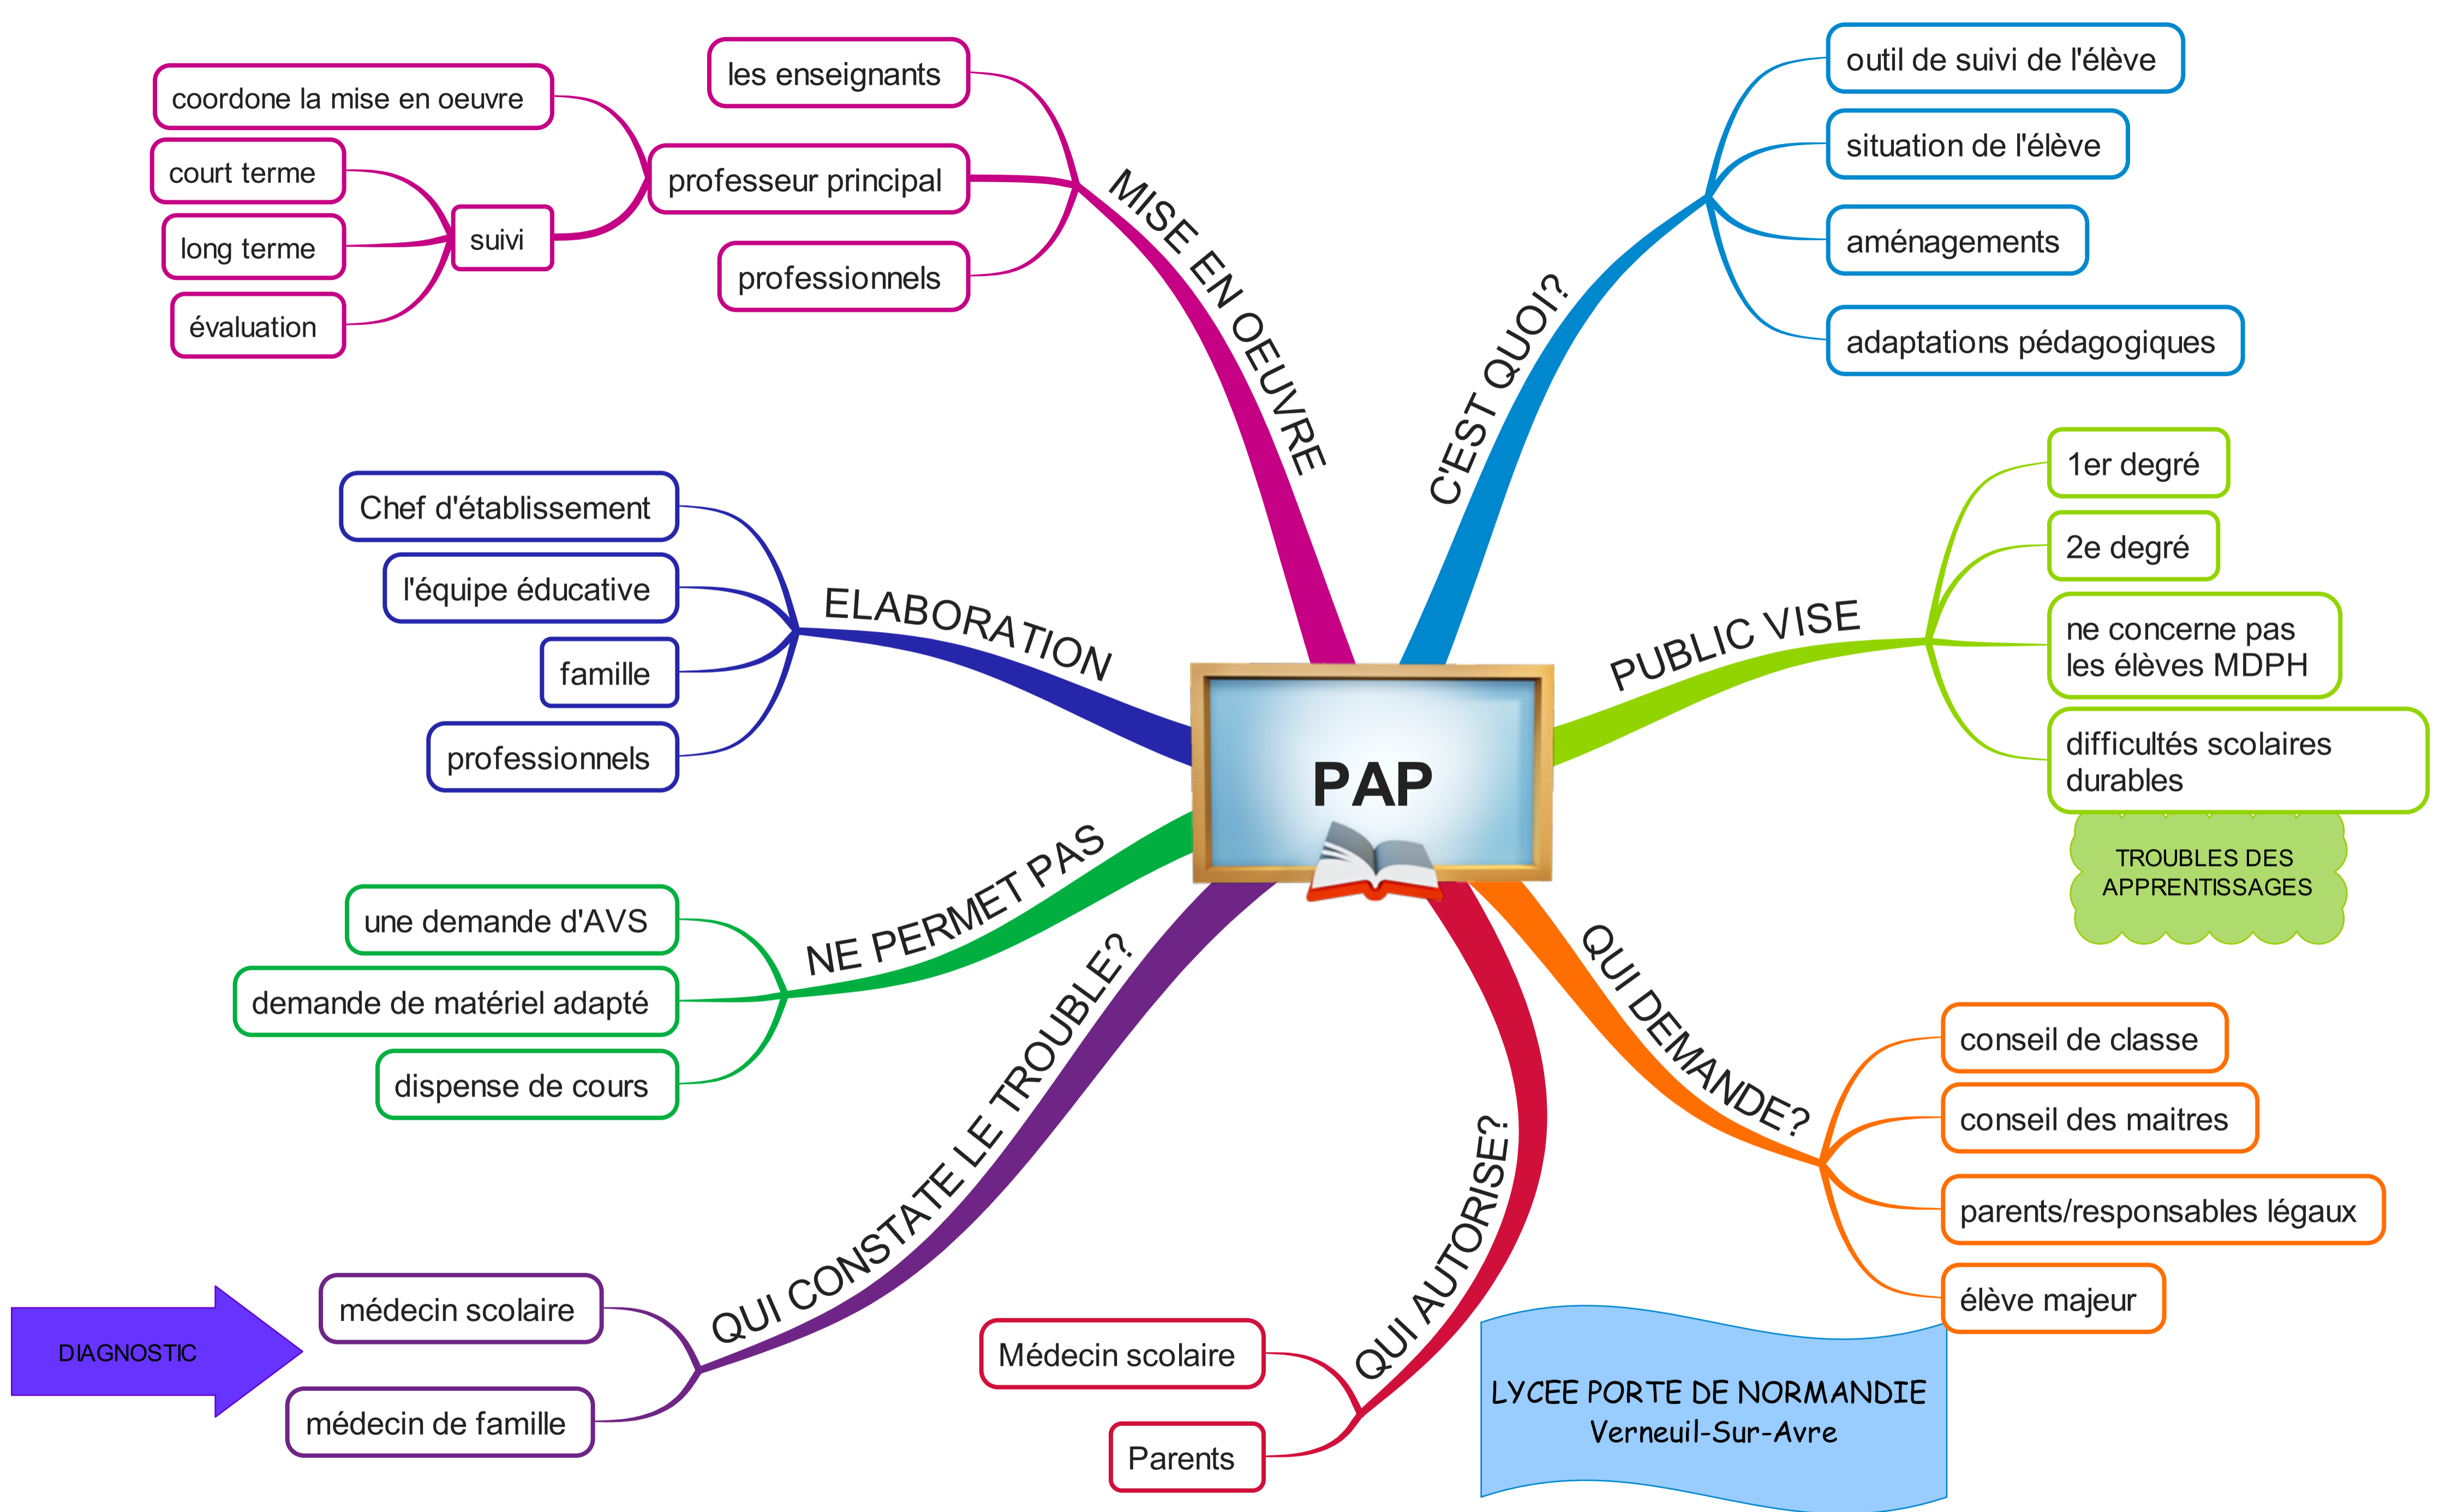 PAP
C'EST QUOI?
outil de suivi de l'élève
situation de l'élève
aménagements
adaptations pédagogiques
PUBLIC VISE
1er degré
2e degré
ne concerne pas
les élèves MDPH
difficultés scolaires
durables
TROUBLES DES
APPRENTISSAGES
QUI DEMANDE?
conseil de classe
conseil des maitres
parents/responsables légaux
élève majeur
QUI AUTORISE?
Médecin scolaire
Parents
QUI CONSTATE LE TROUBLE?
médecin scolaire
médecin de famille
DIAGNOSTIC
NE PERMET PAS
une demande d'AVS
demande de matériel adapté
dispense de cours
ELABORATION
Chef d'établissement
l'équipe éducative
famille
professionnels
MISE EN OEUVRE
les enseignants
professeur principal
coordone la mise en oeuvre
suivi
court terme
long terme
évaluation
professionnels
LYCEE PORTE DE NORMANDIE
Verneuil-Sur-Avre